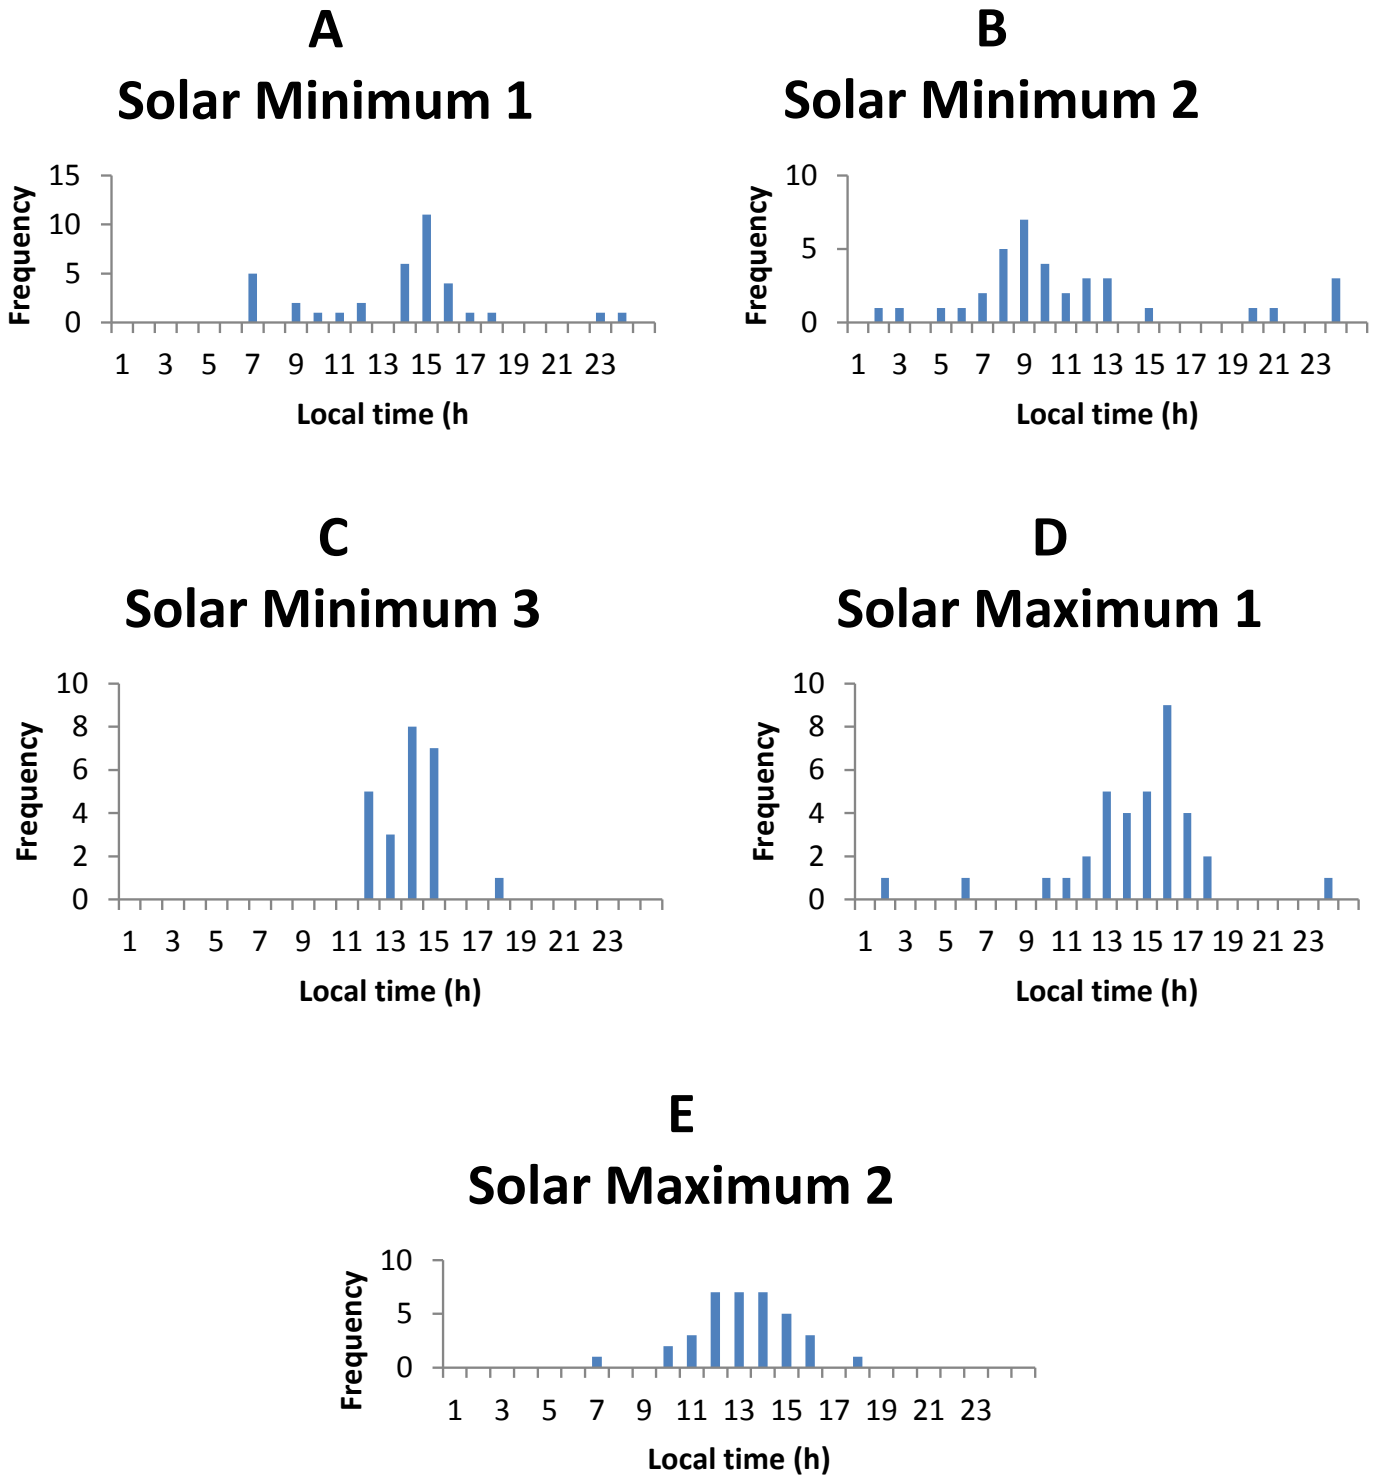 A
Solar Minimum 1
Frequency
15
10
5
0
1 3 5 7 9 11 13 15 17 19 21 23
Local time (h
B
Solar Minimum 2
Frequency
10
5
0
1 3 5 7 9 11 13 15 17 19 21 23
Local time (h)
C
Solar Minimum 3
Frequency
10
8
6
4
2
0
1 3 5 7 9 11 13 15 17 19 21 23
Local time (h)
D
Solar Maximum 1
Frequency
10
8
6
4
2
0
1 3 5 7 9 11 13 15 17 19 21 23
Local time (h)
E
Solar Maximum 2
Frequency
10
5
0
1 3 5 7 9 11 13 15 17 19 21 23
Local time (h)